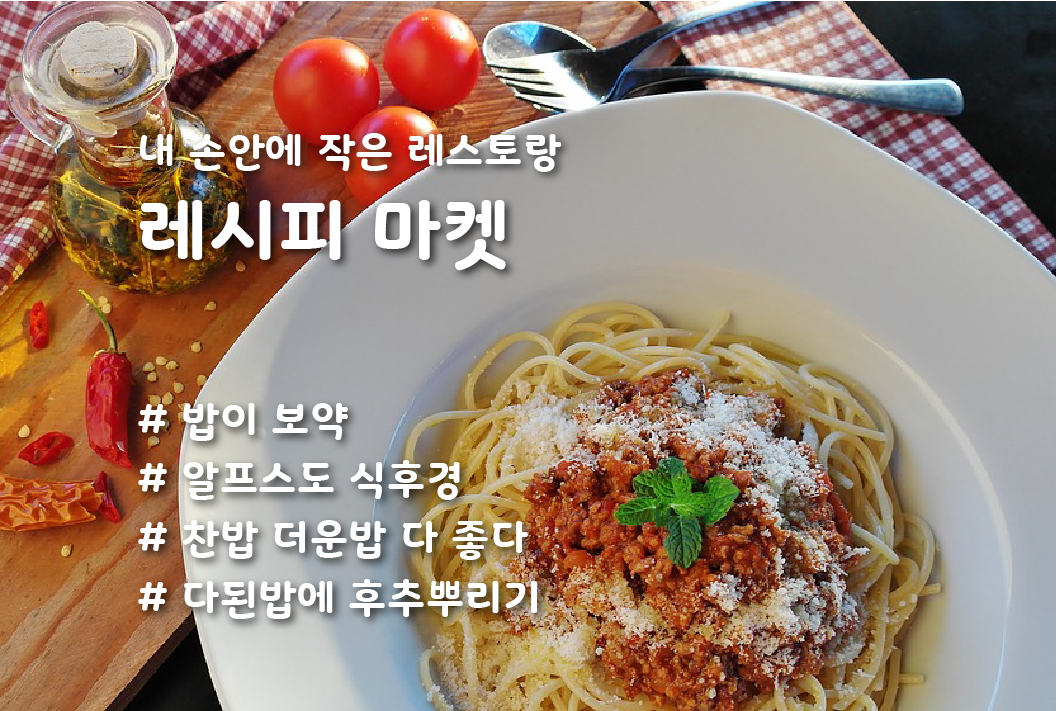 내 손안에 작은 레스토랑
레시피 마켓
# 밥이 보약
# 알프스도 식후경
# 찬밥 더운밥 다 좋다
# 다된밥에 후추뿌리기